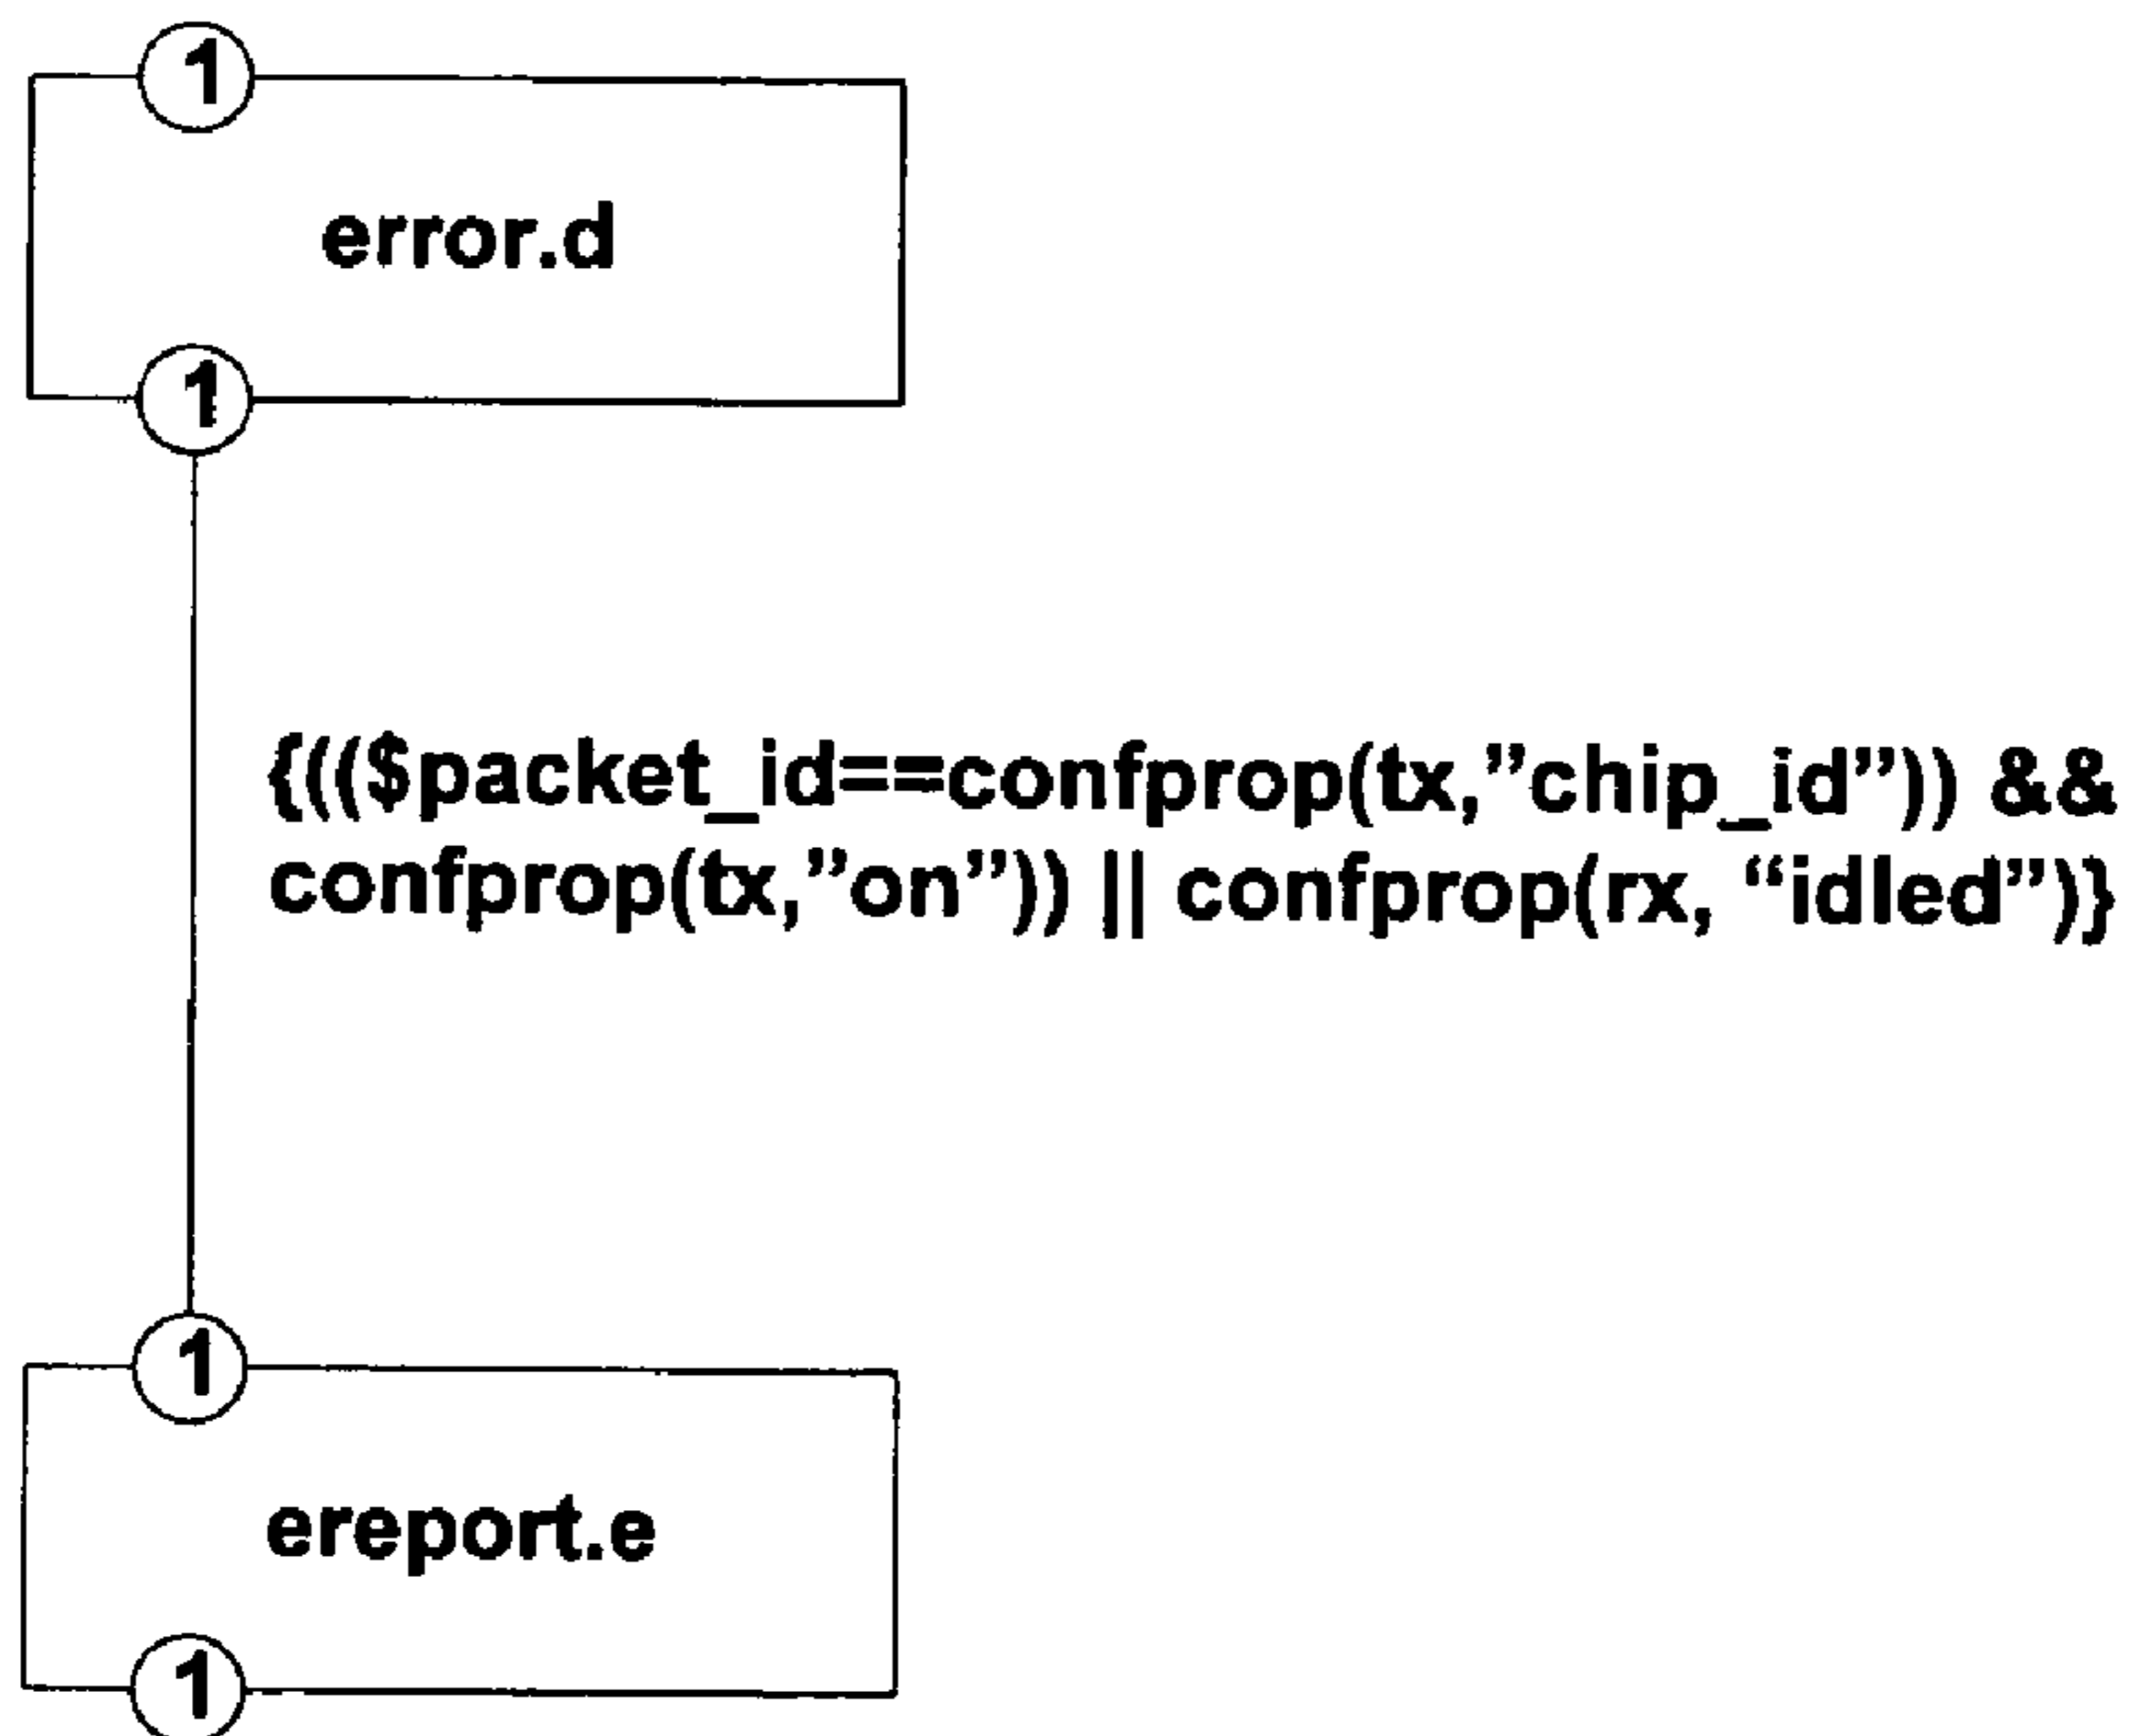 1
error.d
1
{(($packet_id==confprop(tx,”chip_id”)) &&
confprop(tx,”on”)) || confprop(rx, “idled”)}
1
ereport.e
1